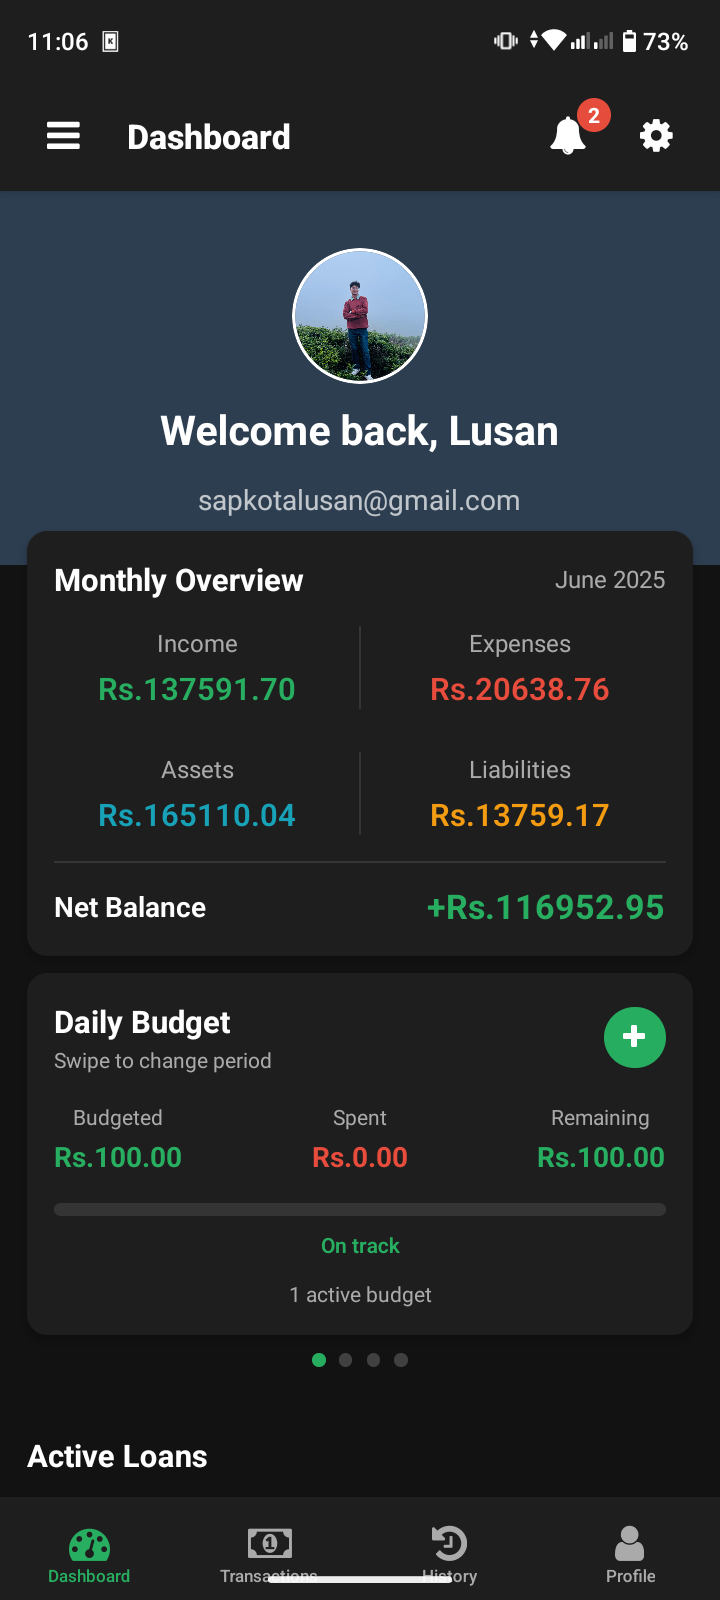 11:06 K 73%
Dashboard 2
Welcome back, Lusan
sapkotalusan@gmail.com
Monthly Overview June 2025
Income Expenses
Rs.137591.70 Rs.20638.76
Assets Liabilities
Rs.165110.04 Rs.13759.17
Net Balance +Rs.116952.95
Daily Budget
Swipe to change period
Budgeted Spent Remaining
Rs.100.00 Rs.0.00 Rs.100.00
On track
1 active budget
Active Loans
1
Dashboard Transactions History Profile